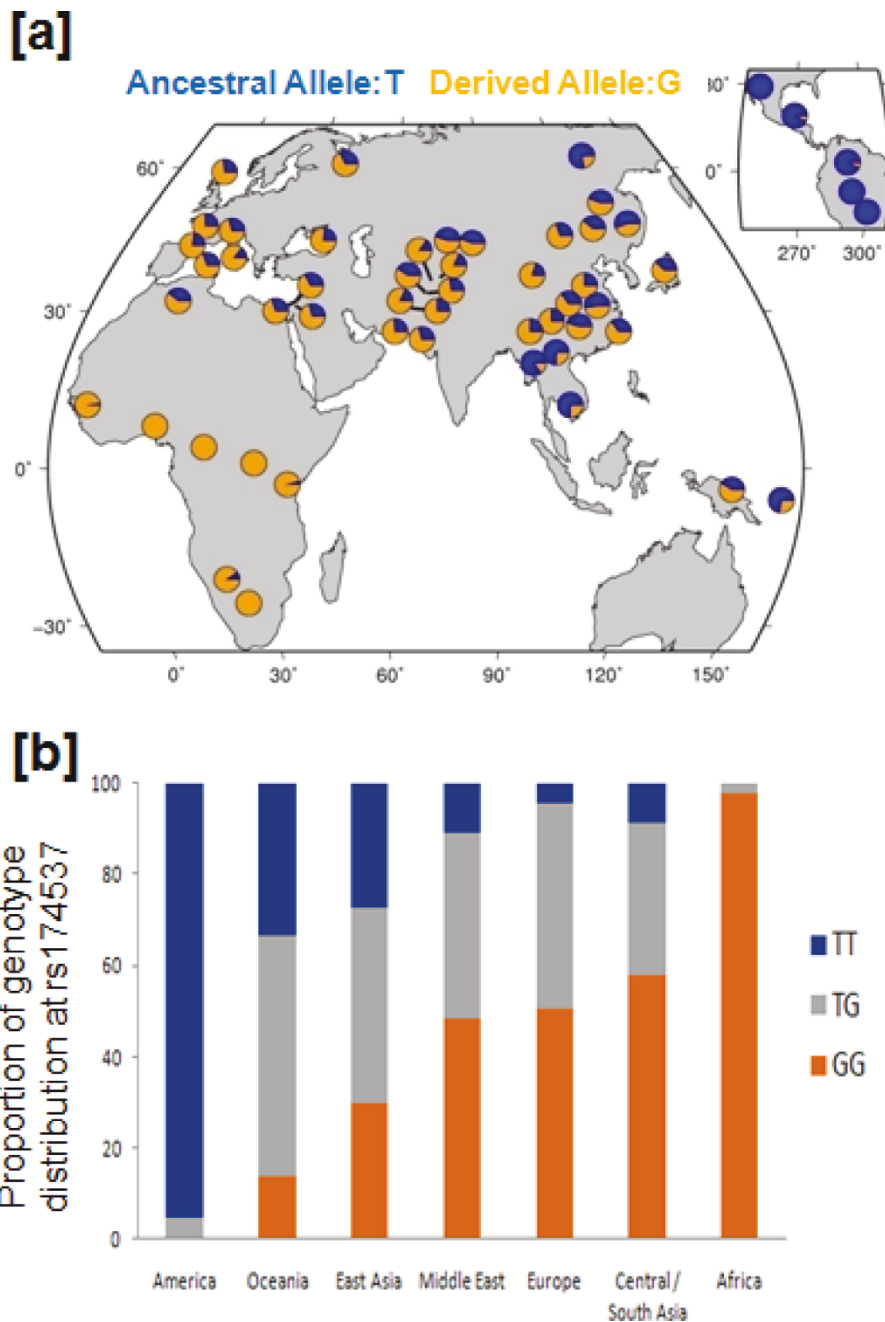 [a]
Ancestral Allele: T Derived Allele:G
60°
30°
0°
−30°
0° 30° 60° 90° 120° 150°
30°
0°
270° 300°
[b]
Proportion of genotype
distribution at rs174537
100
80
60
40
20
0
America Oceania East Asia Middle East Europe Central / Africa
South Asia
TT
TG
GG